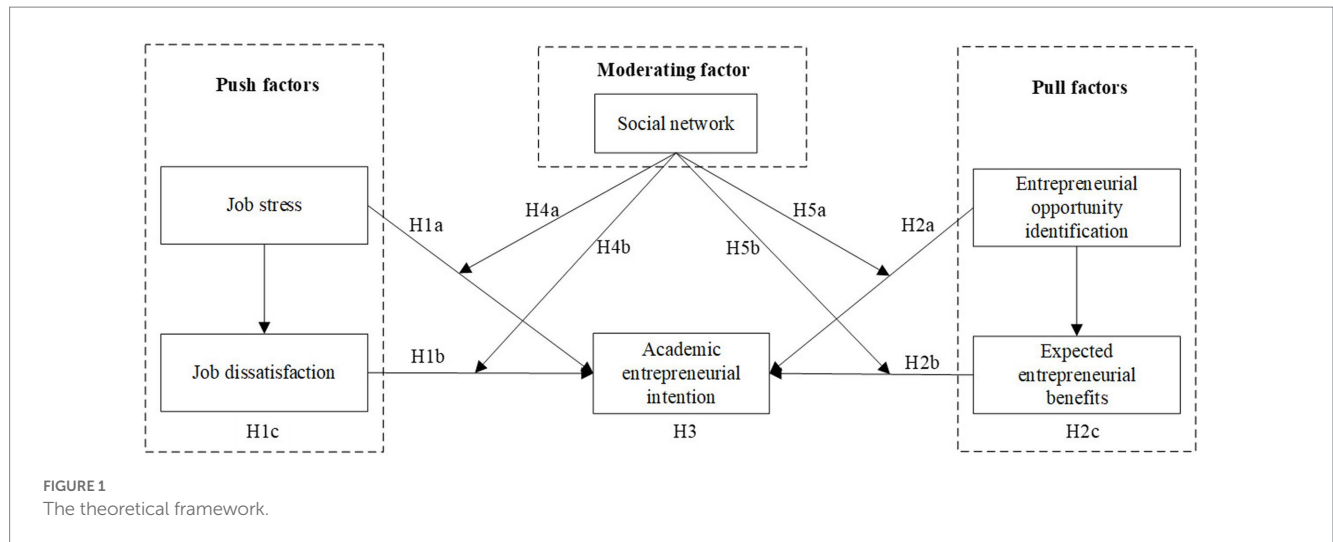 Push factors
Moderating factor
Pull factors
Social network
Job stress
Entrepreneurial
opportunity
identification
H1a
H4a
H4b
H5a
H5b
H2a
Job dissatisfaction
H1b
Academic
entrepreneurial
intention
H2b
Expected
entrepreneurial
benefits
H1c
H3
H2c
FIGURE 1
The theoretical framework.